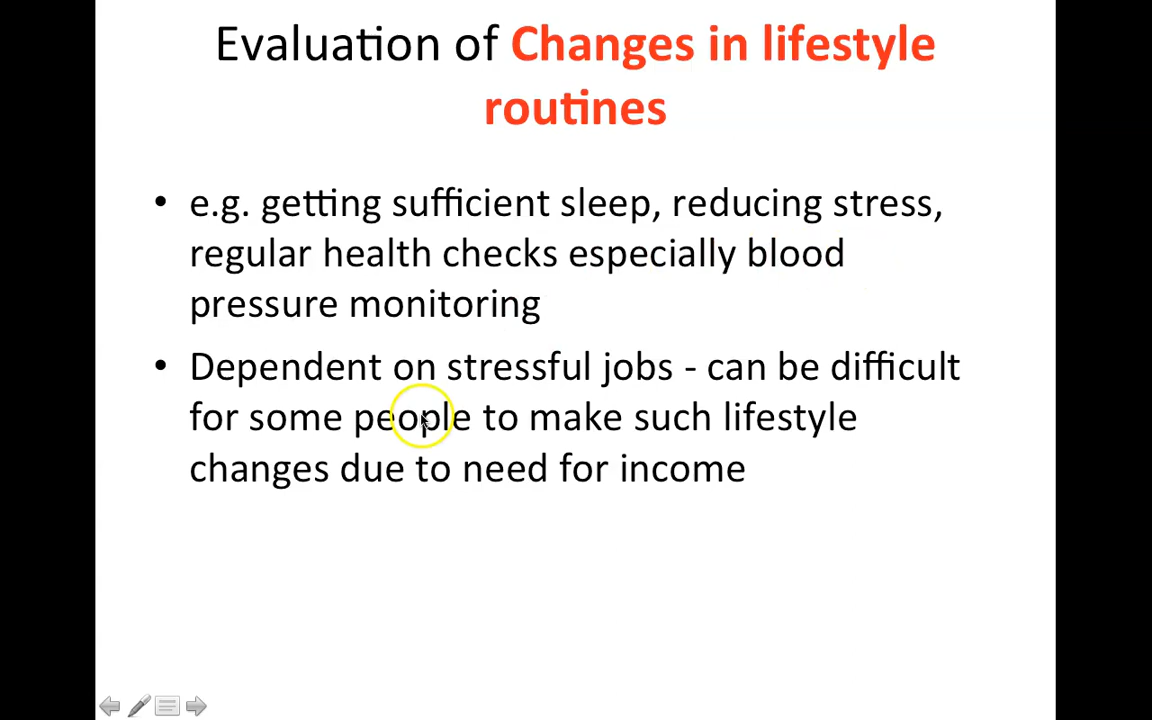 Evaluation of Changes in lifestyle
routines
• e.g. getting sufficient sleep, reducing stress,
regular health checks especially blood
pressure monitoring
• Dependent on stressful jobs - can be difficult
for some people to make such lifestyle
changes due to need for income